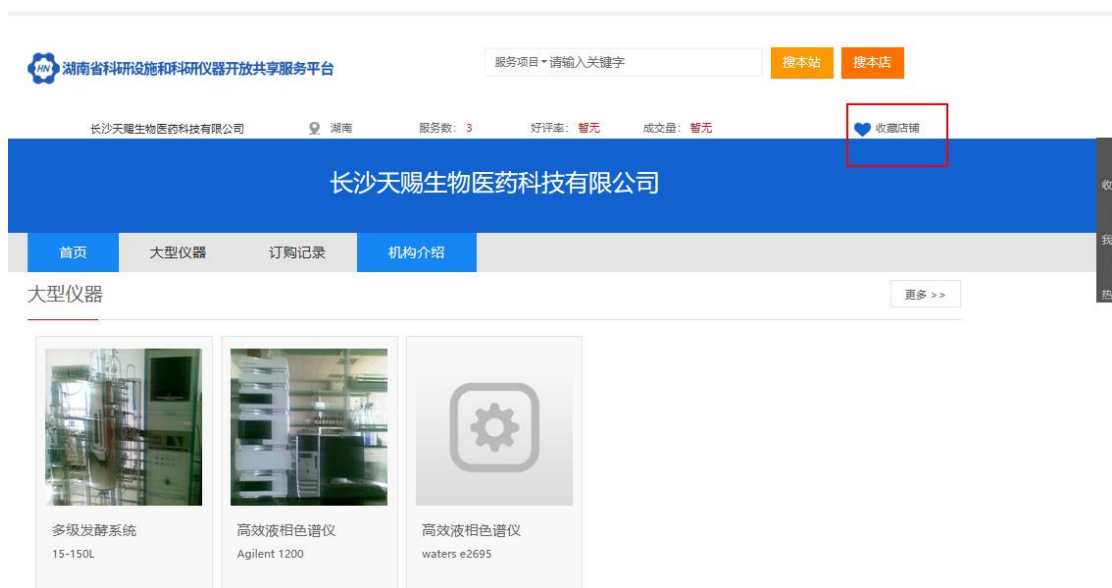 HN 湖南省科研设施和科研仪器开放共享服务平台
服务项目 请输入关键字
搜本站
搜本店
长沙天赐生物医药科技有限公司
湖南
服务数: 3
好评率: 暂无
成交量: 暂无
收藏店铺
长沙天赐生物医药科技有限公司
首页
大型仪器
订购记录
机构介绍
收
我
热
大型仪器
更多 >>
多级发酵系统
15-150L
高效液相色谱仪
Agilent 1200
高效液相色谱仪
waters e2695